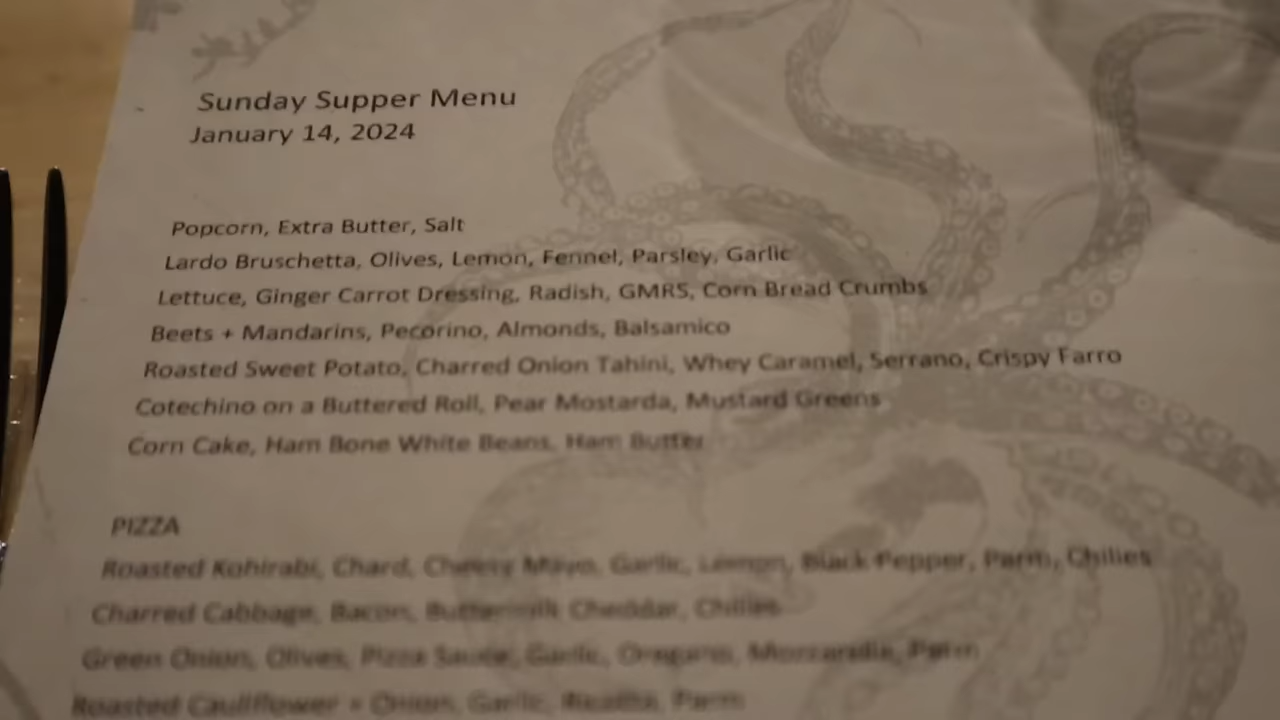 Sunday Supper Menu
January 14, 2024
Popcorn, Extra Butter, Salt
Lardo Bruschetta, Olives, Lemon, Fennel, Parsley, Garlic
Lettuce, Ginger Carrot Dressing, Radish, GMRS, Corn Bread Crumbs
Beets + Mandarins, Pecorino, Almonds, Balsamico
Roasted Sweet Potato, Charred Onion Tahini, Whey Caramel, Serrano, Crispy Farro
Cotechino on a Buttered Roll, Pear Mostarda, Mustard Greens
Corn Cake, Ham Bone White Beans, Ham Butter
PIZZA
Roasted Kohlrabi, Chard, Cheesy Mayo, Garlic, Lemon, Black Pepper, Parm, Chilies
Charred Cabbage, Bacon, Buttermilk Cheddar, Chilies
Green Onion, Olives, Pizza Sauce, Garlic, Oregano, Mozzarella, Parm
Roasted Cauliflower + Onion, Garlic, Ricotta, Parm